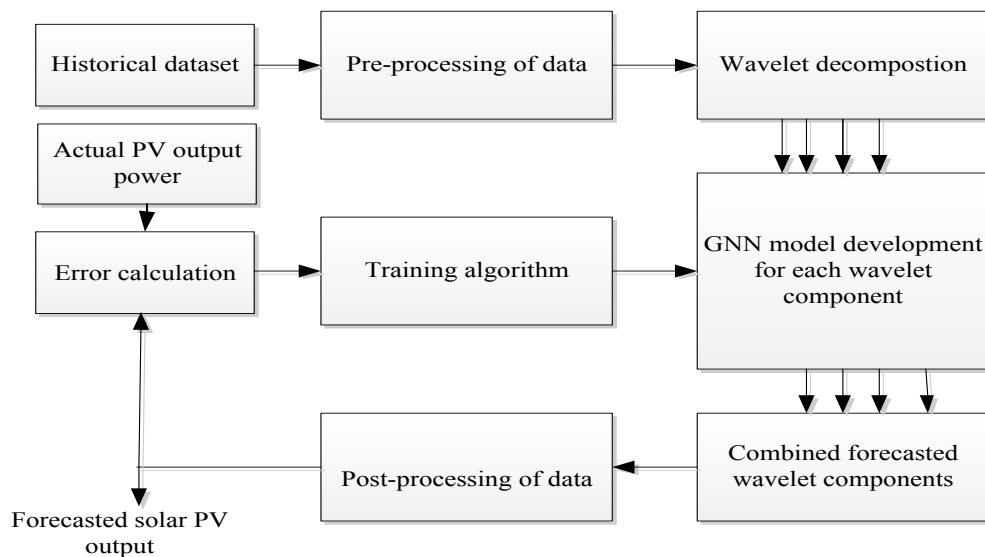 Historical dataset
Pre-processing of data
Wavelet decompostion
Actual PV output
power
Error calculation
Training algorithm
GNN model development
for each wavelet
component
Combined forecasted
wavelet components
Post-processing of data
Forecasted solar PV
output